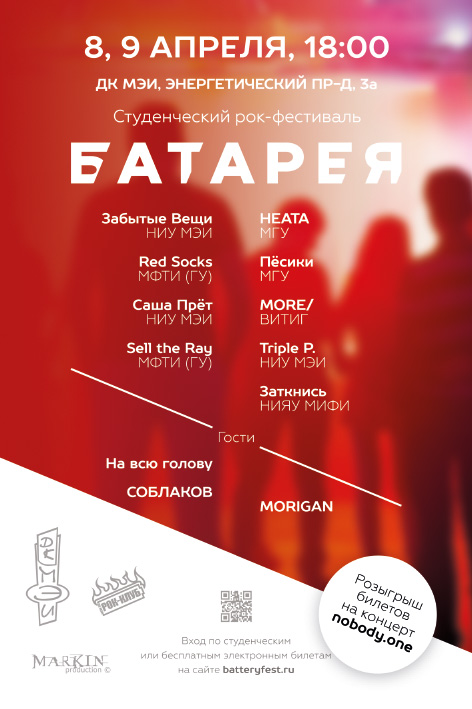 8, 9 АПРЕЛЯ, 18:00
ДК МЭИ, ЭНЕРГЕТИЧЕСКИЙ ПР-Д, 3а
Студенческий рок-фестиваль
БАТАРЕЯ
Забытые Вещи
НИУ МЭИ
Red Socks
МФТИ (ГУ)
Саша Прёт
НИУ МЭИ
Sell the Ray
МФТИ (ГУ)
HEATA
МГУ
Пёсики
МГУ
MORE/
ВИТИГ
Triple P.
НИУ МЭИ
Заткнись
НИЯУ МИФИ
Гости
На всю голову
СОБЛАКОВ
MORIGAN
ДК МЭИ
РОК-КЛУБ
MARKIN
production ©
Розыгрыш
билетов
на концерт
nobody.one
Вход по студенческим
или бесплатным электронным билетам
на сайте batteryfest.ru